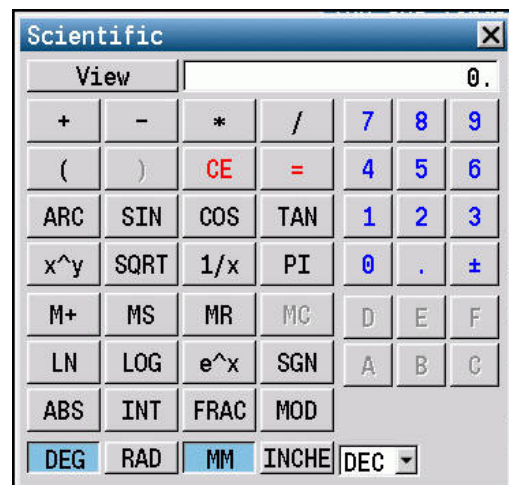 Scientific
View 0.
+ - * / 7 8 9
( ) CE = 4 5 6
ARC SIN COS TAN 1 2 3
x^y SQRT 1/x PI 0 . ±
M+ MS MR MC D E F
LN LOG e^x SGN A B C
ABS INT FRAC MOD
DEG RAD MM INCHE DEC